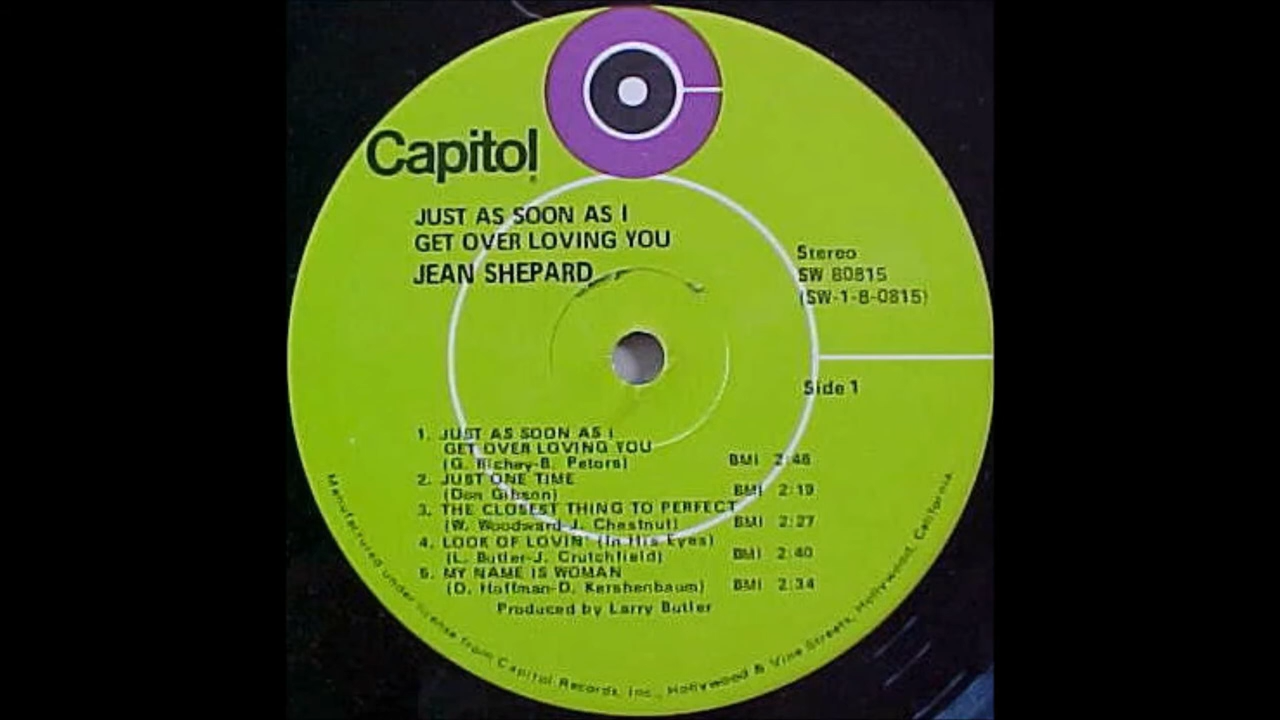 Capitol
JUST AS SOON AS I
GET OVER LOVING YOU
JEAN SHEPARD
Stereo
SW 80815
(SW-1-8-0815)
Side 1
1. JUST AS SOON AS I
GET OVER LOVING YOU
(G. Richey-B. Peters) BMI 2:46
2. JUST ONE TIME
(Don Gibson) BMI 2:19
3. THE CLOSEST THING TO PERFECT
(W. Woodward-J. Chestnut) BMI 2:27
4. LOOK OF LOVIN' (In His Eyes)
(L. Butler-J. Crutchfield) BMI 2:40
5. MY NAME IS WOMAN
(D. Hoffman-D. Kershenbaum) BMI 2:34
Produced by Larry Butler
Manufactured under license from Capitol Records, Inc., Hollywood & Vine Streets, Hollywood, California